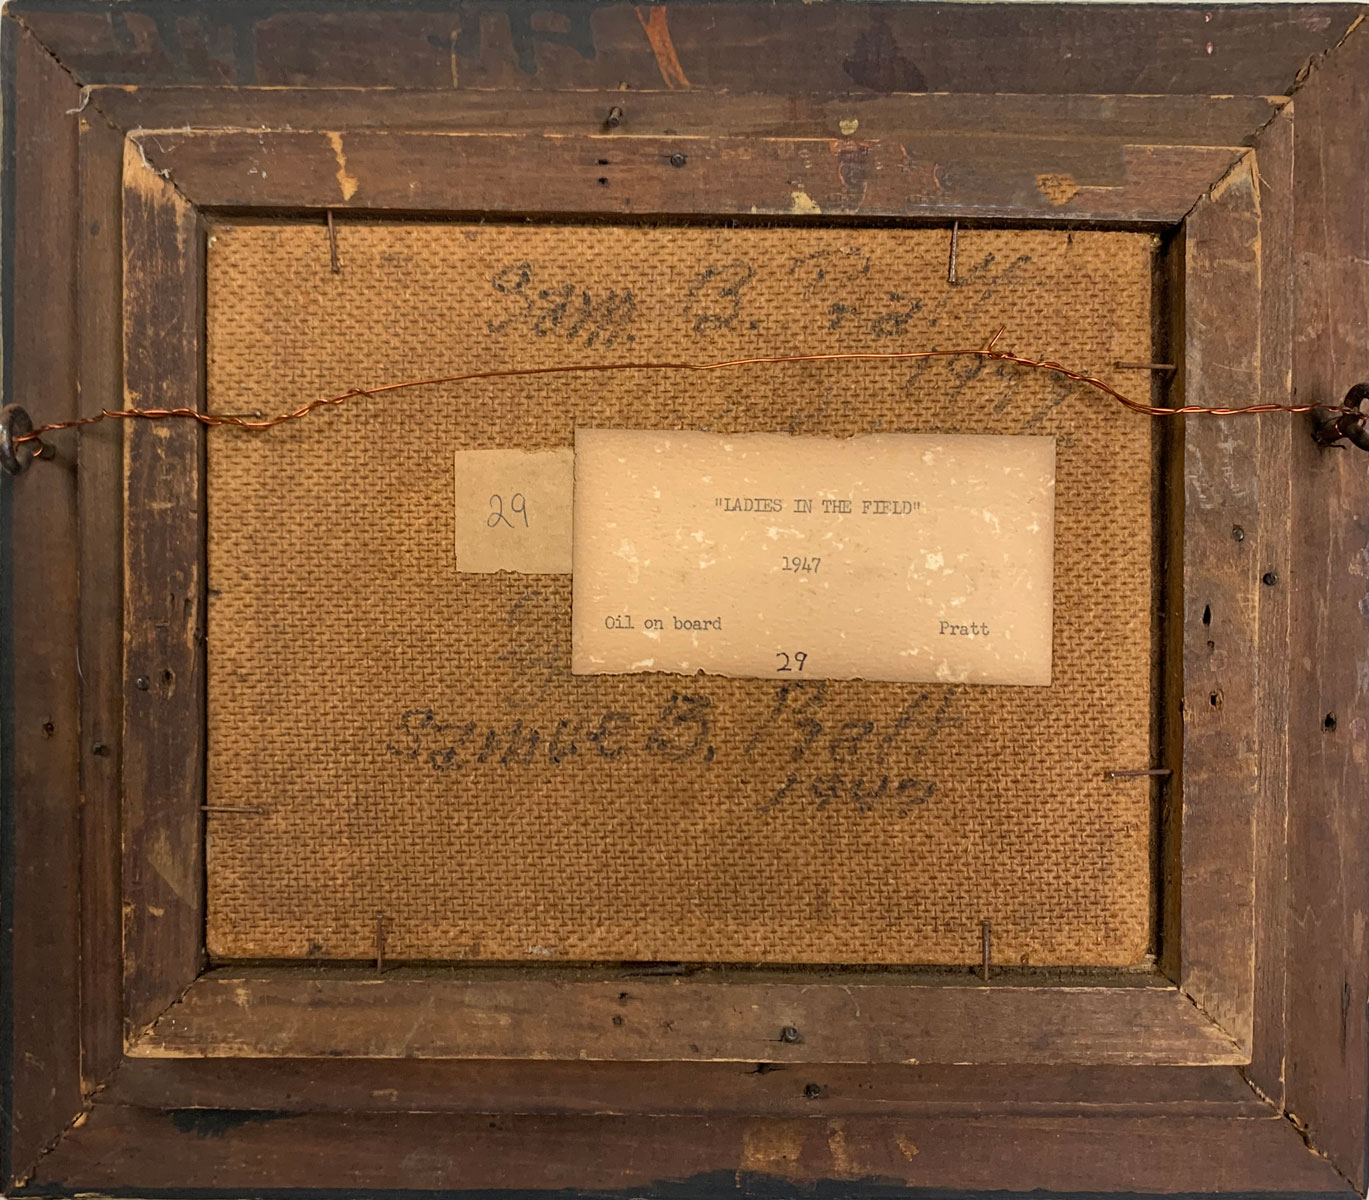 Sam B. Pratt
1947
29
"LADIES IN THE FIELD"
1947
Oil on board Pratt
29
Samuel B. Pratt
1947